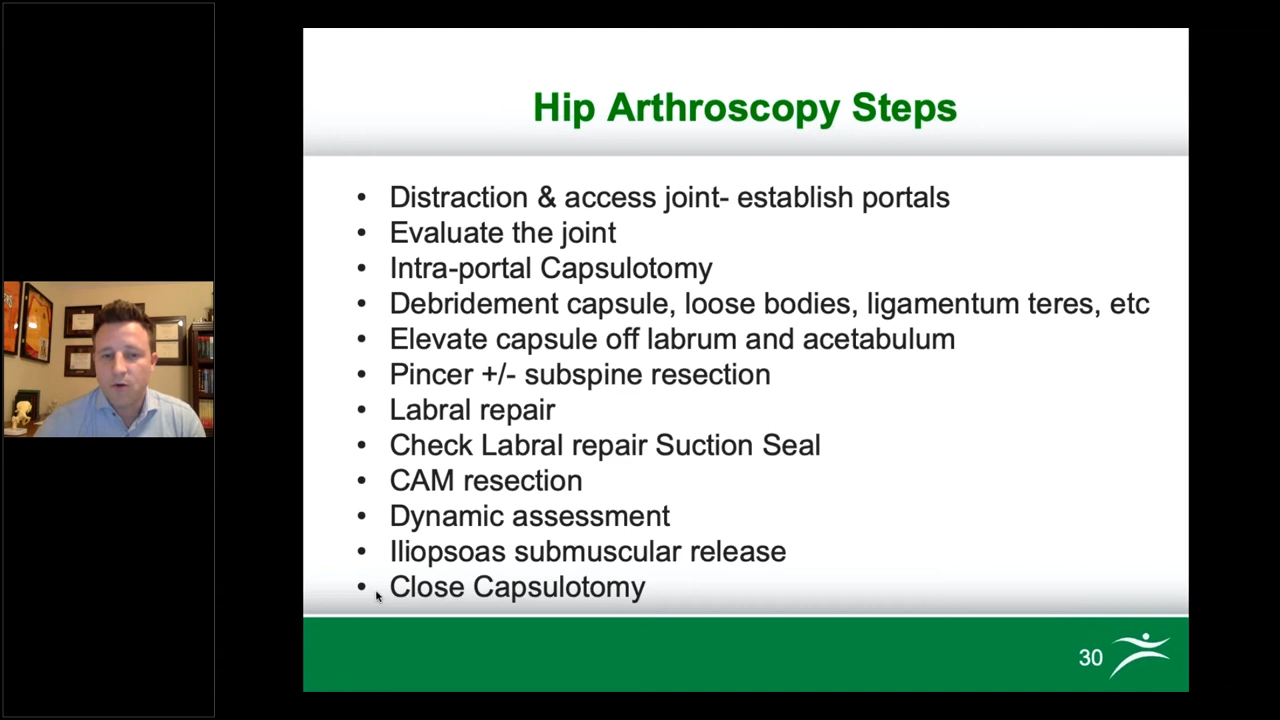 Hip Arthroscopy Steps
• Distraction & access joint- establish portals
• Evaluate the joint
• Intra-portal Capsulotomy
• Debridement capsule, loose bodies, ligamentum teres, etc
• Elevate capsule off labrum and acetabulum
• Pincer +/- subspine resection
• Labral repair
• Check Labral repair Suction Seal
• CAM resection
• Dynamic assessment
• Iliopsoas submuscular release
• Close Capsulotomy
30